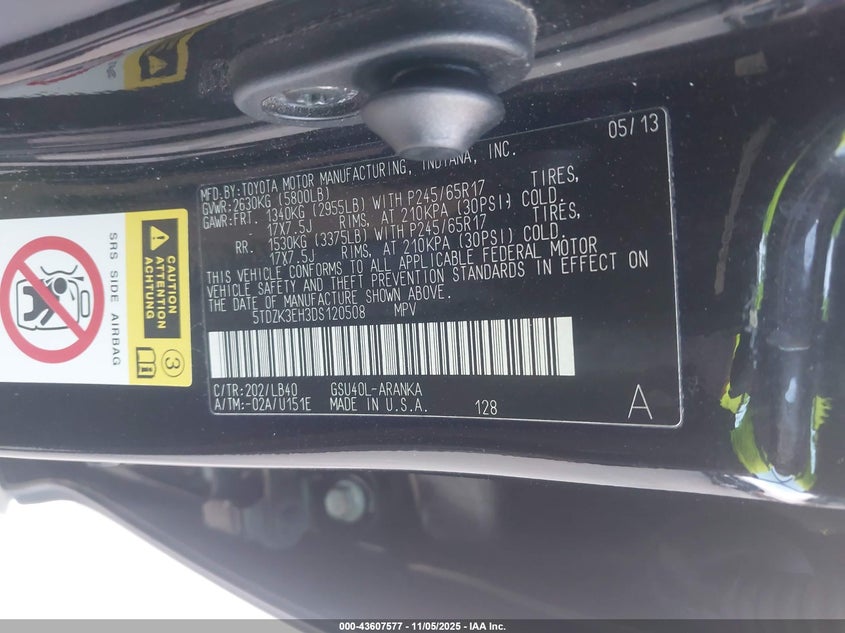 05/13
MFD.BY:TOYOTA MOTOR MANUFACTURING, INDIANA, INC.
GVWR:2630KG (5800LB)
GAWR:FRT. 1340KG (2955LB) WITH P245/65R17 TIRES,
17X7.5J RIMS, AT 210KPA (30PSI) COLD.
RR. 1530KG (3375LB) WITH P245/65R17 TIRES,
17X7.5J RIMS, AT 210KPA (30PSI) COLD.
THIS VEHICLE CONFORMS TO ALL APPLICABLE FEDERAL MOTOR
VEHICLE SAFETY AND THEFT PREVENTION STANDARDS IN EFFECT ON
THE DATE OF MANUFACTURE SHOWN ABOVE.
5TDZK3EH3DS120508 MPV
C/TR:202/LB40 GSU40L-ARANKA
A/TM:-02A/U151E MADE IN U.S.A. 128 A
SRS SIDE AIRBAG
CAUTION
ATTENTION
ACHTUNG
3
000-43607577 - 11/05/2025 - IAA Inc.